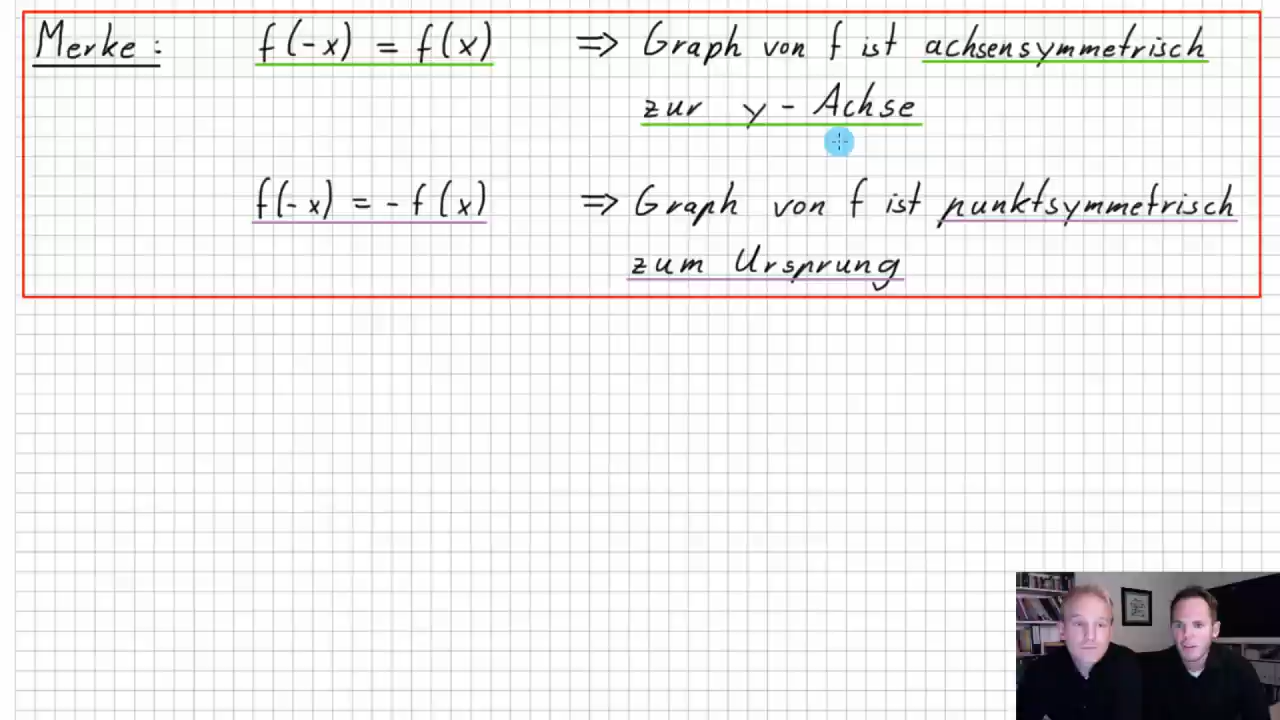 Merke: f(-x) = f(x) => Graph von f ist achsensymmetrisch
zur y-Achse
f(-x) = -f(x) => Graph von f ist punktsymmetrisch
zum Ursprung